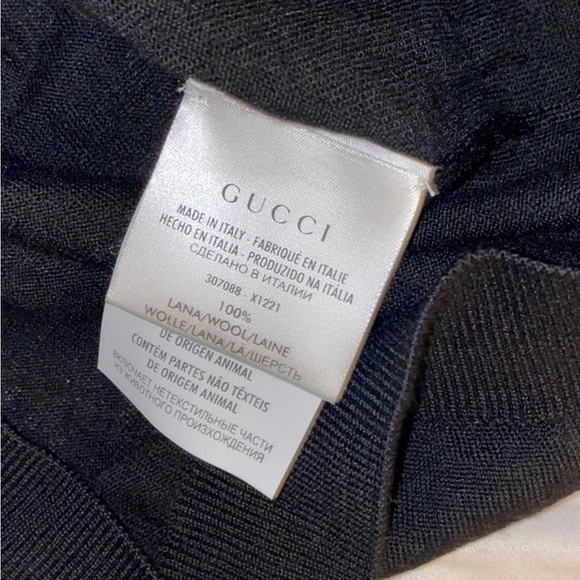 GUCCI
MADE IN ITALY - FABRIQUE EN ITALIE
HECHO EN ITALIA - PRODUZIDO NA ITÁLIA
СДЕЛАНО В ИТАЛИИ
307088 - X1221
100%
LANA/WOOL/LAINE
WOLLE/LANA/LÃ/ШЕРСТЬ
DE ORIGEN ANIMAL
CONTÉM PARTES NÃO TÊXTEIS
DE ORIGEM ANIMAL
ВКЛЮЧАЕТ НЕТЕКСТИЛЬНЫЕ ЧАСТИ
ИЗ ЖИВОТНОГО ПРОИСХОЖДЕНИЯ